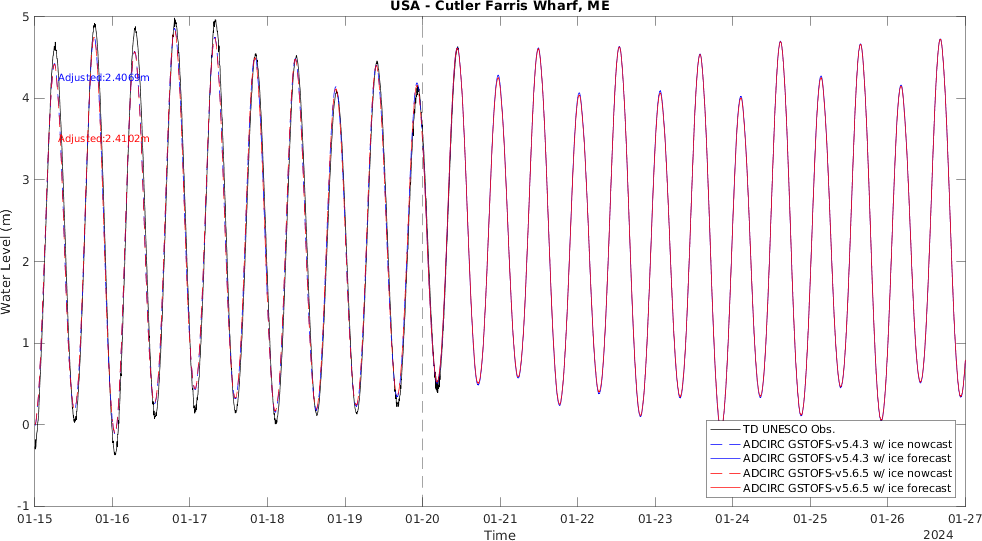 USA - Cutler Farris Wharf, ME
5
4
3
2
1
0
-1
Water Level (m)
Adjusted:2.4069m
Adjusted:2.4102m
TD UNESCO Obs.
ADCIRC GSTOFS-v5.4.3 w/ ice nowcast
ADCIRC GSTOFS-v5.4.3 w/ ice forecast
ADCIRC GSTOFS-v5.6.5 w/ ice nowcast
ADCIRC GSTOFS-v5.6.5 w/ ice forecast
01-15 01-16 01-17 01-18 01-19 01-20 01-21 01-22 01-23 01-24 01-25 01-26 01-27
Time
2024